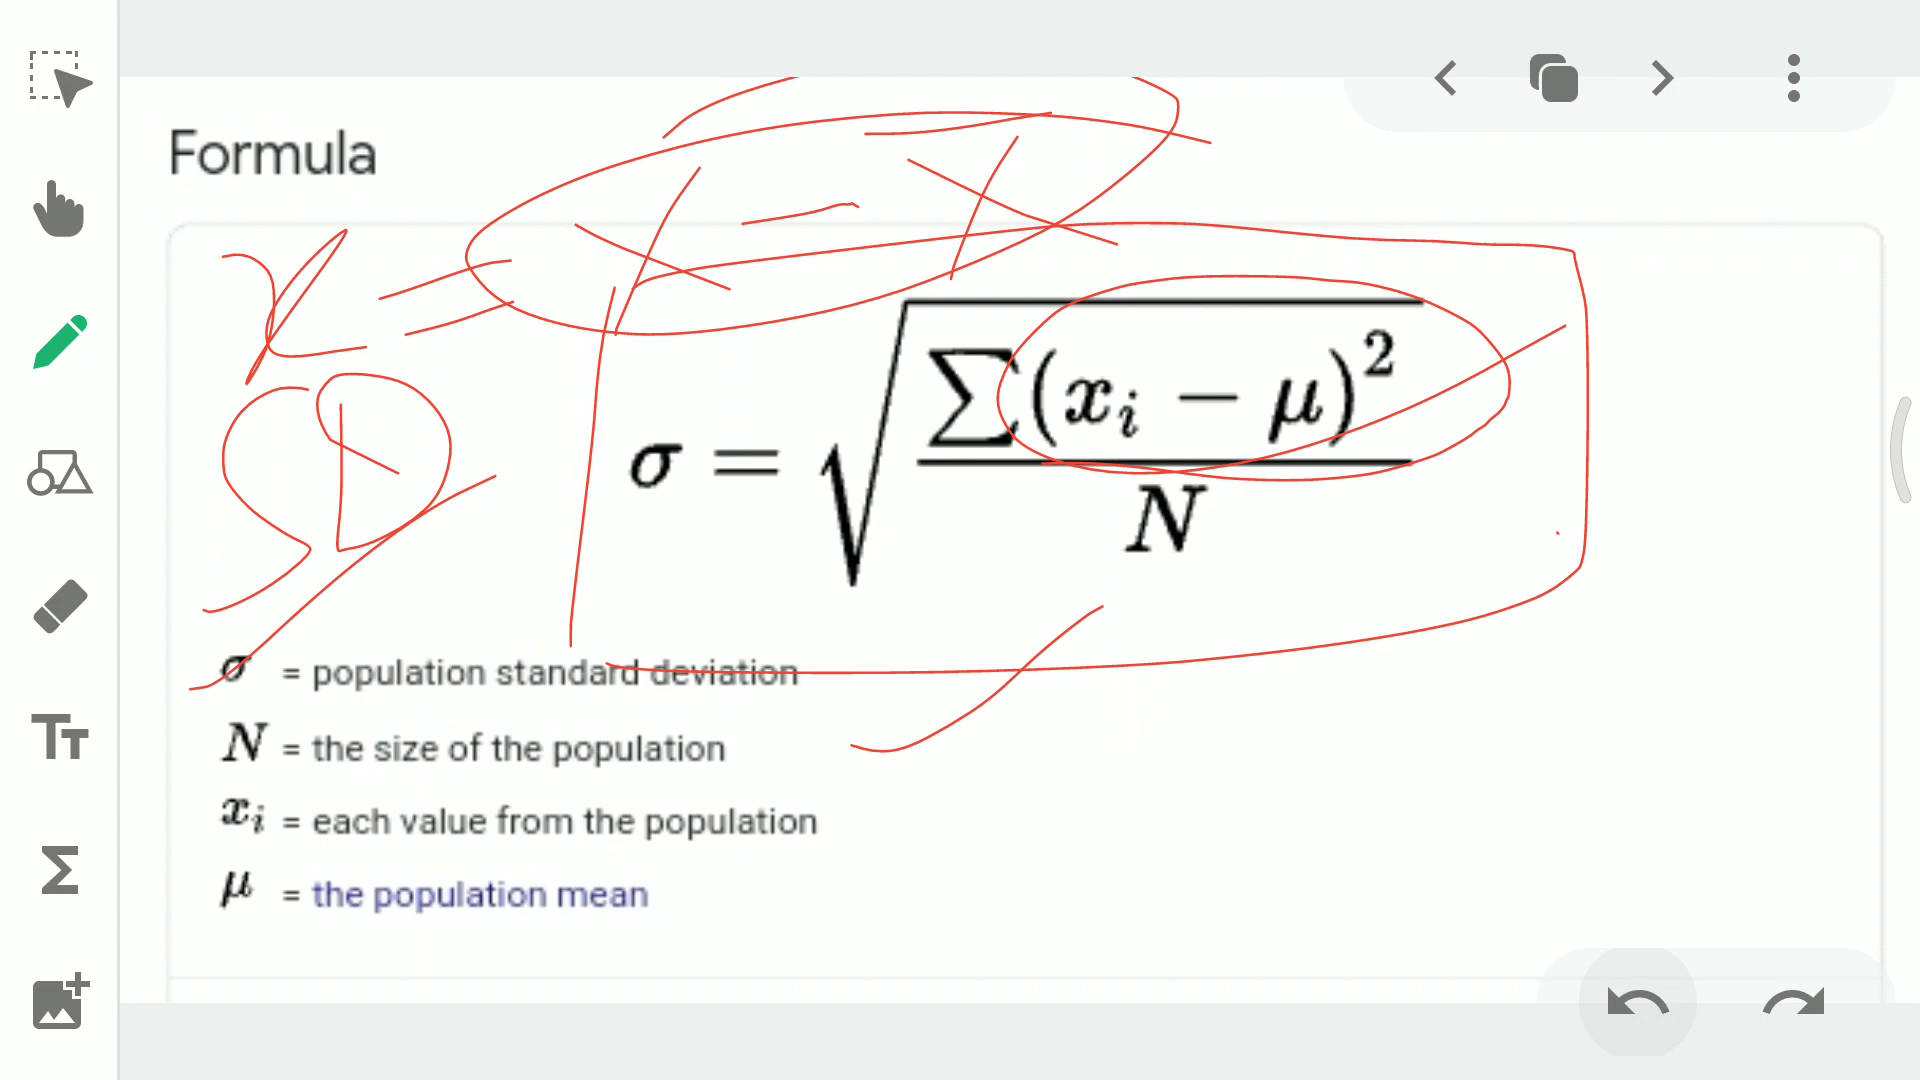 Formula
x = x - x̄
SD
σ = √(∑(xᵢ − μ)² / N)
σ = population standard deviation
N = the size of the population
xᵢ = each value from the population
μ = the population mean